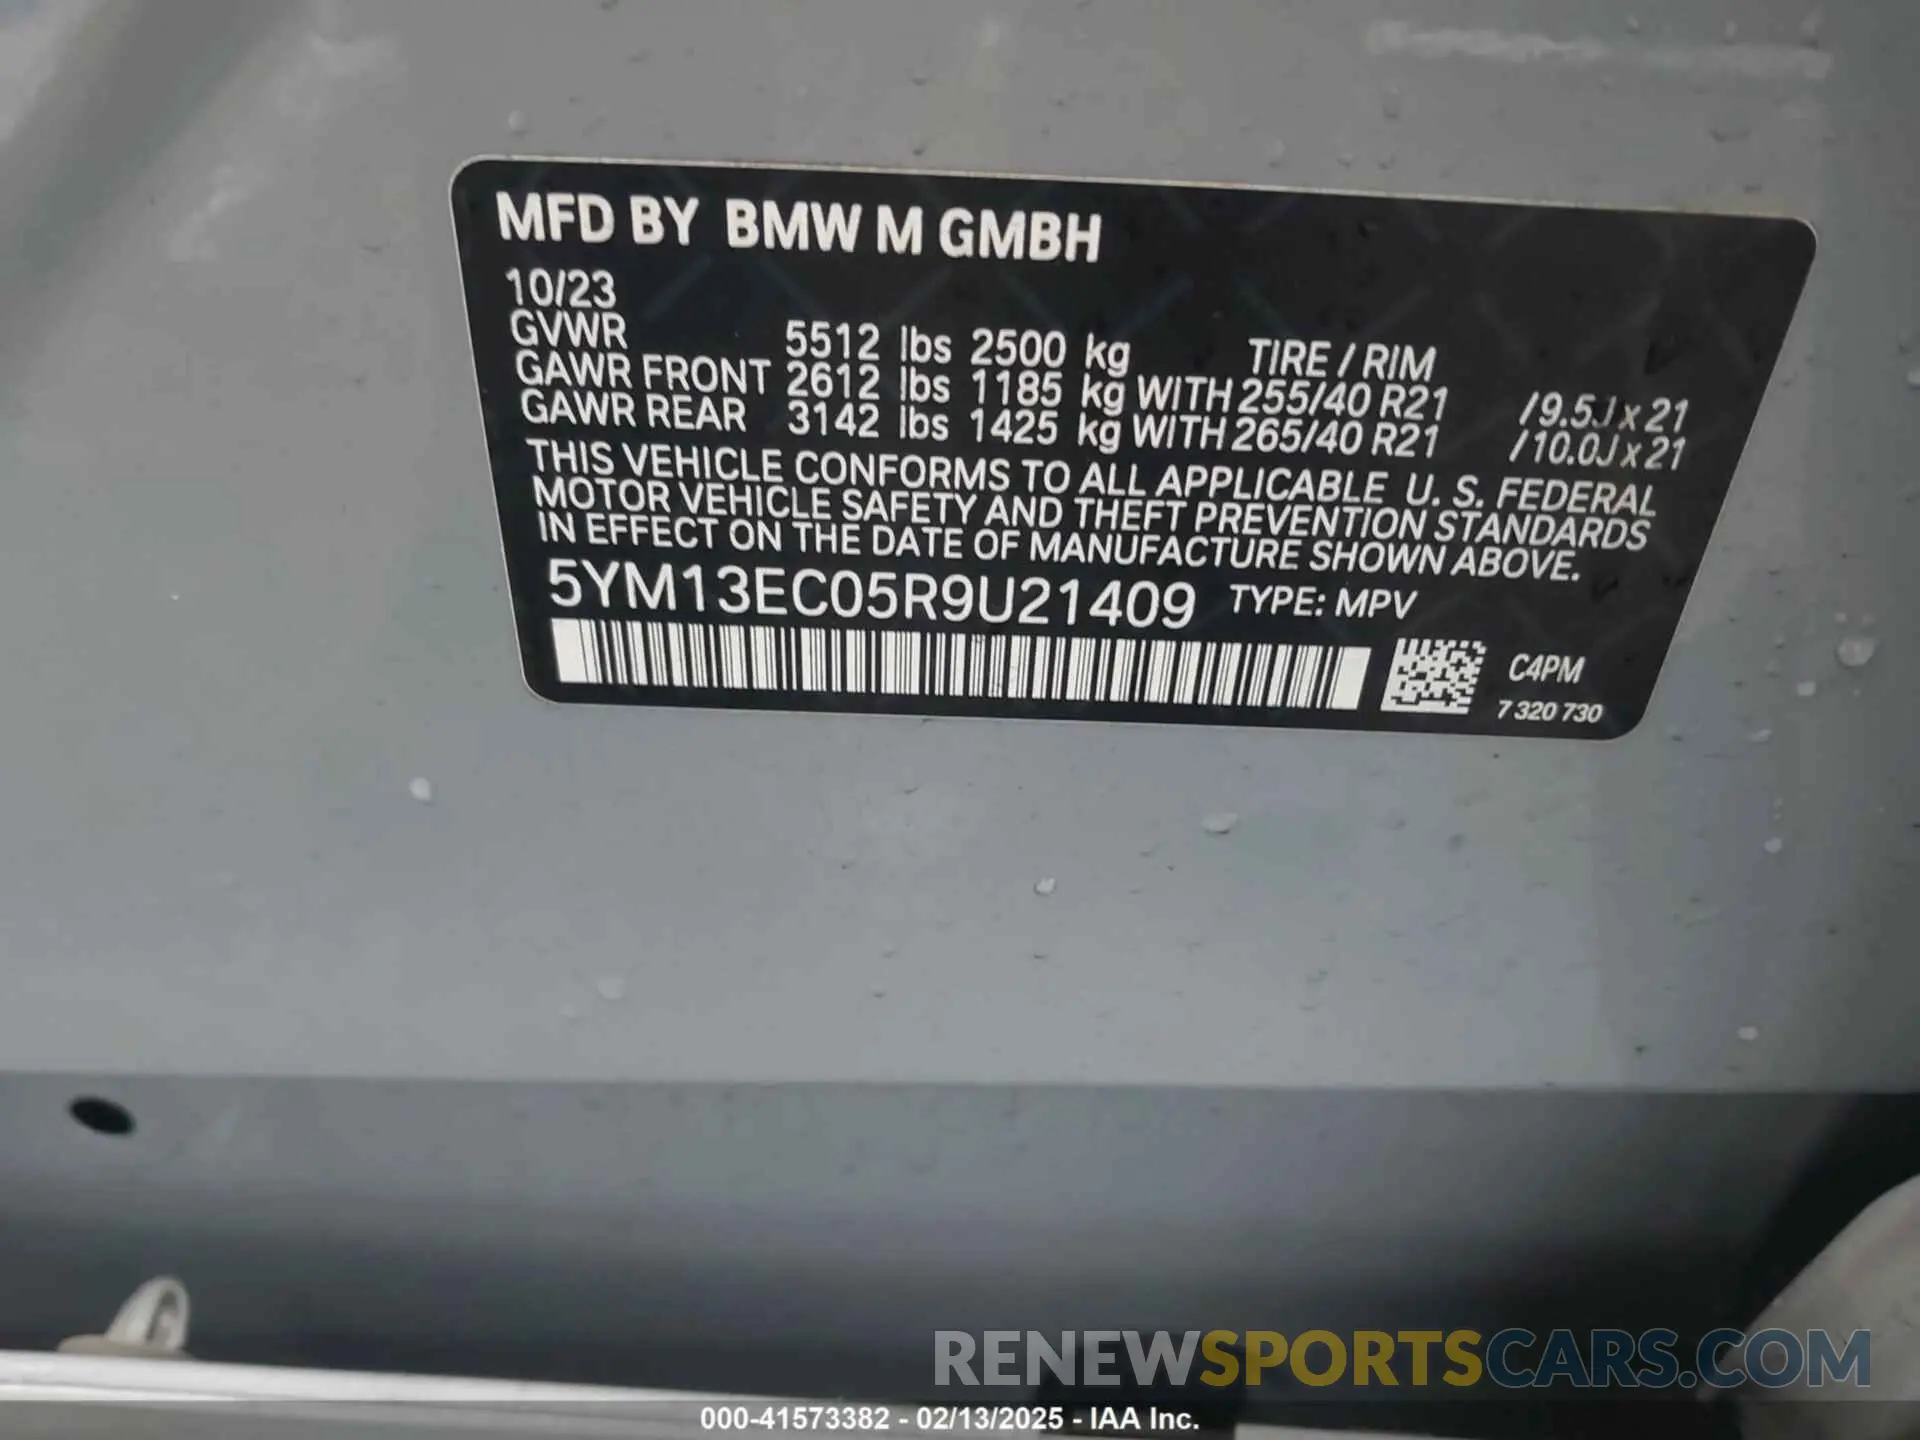 MFD BY BMW M GMBH
10/23
GVWR 5512 lbs 2500 kg TIRE / RIM
GAWR FRONT 2612 lbs 1185 kg WITH 255/40 R21 /9.5J x 21
GAWR REAR 3142 lbs 1425 kg WITH 265/40 R21 /10.0J x 21
THIS VEHICLE CONFORMS TO ALL APPLICABLE U. S. FEDERAL
MOTOR VEHICLE SAFETY AND THEFT PREVENTION STANDARDS
IN EFFECT ON THE DATE OF MANUFACTURE SHOWN ABOVE.
5YM13EC05R9U21409 TYPE: MPV
C4PM
7 320 730
RENEWSPORTSCARS.COM
000-41573382 - 02/13/2025 - IAA Inc.